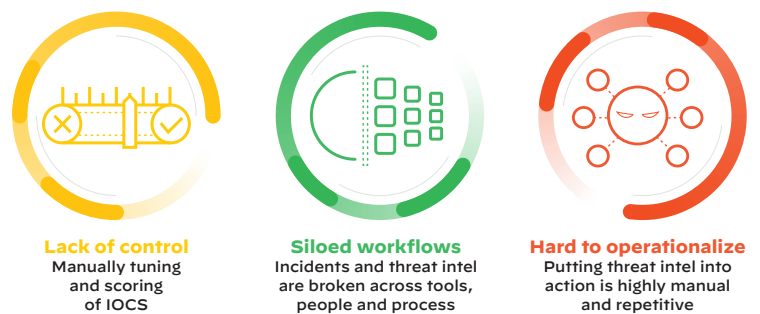 Lack of control
Manually tuning
and scoring
of IOCS
Siloed workflows
Incidents and threat intel
are broken across tools,
people and process
Hard to operationalize
Putting threat intel into
action is highly manual
and repetitive